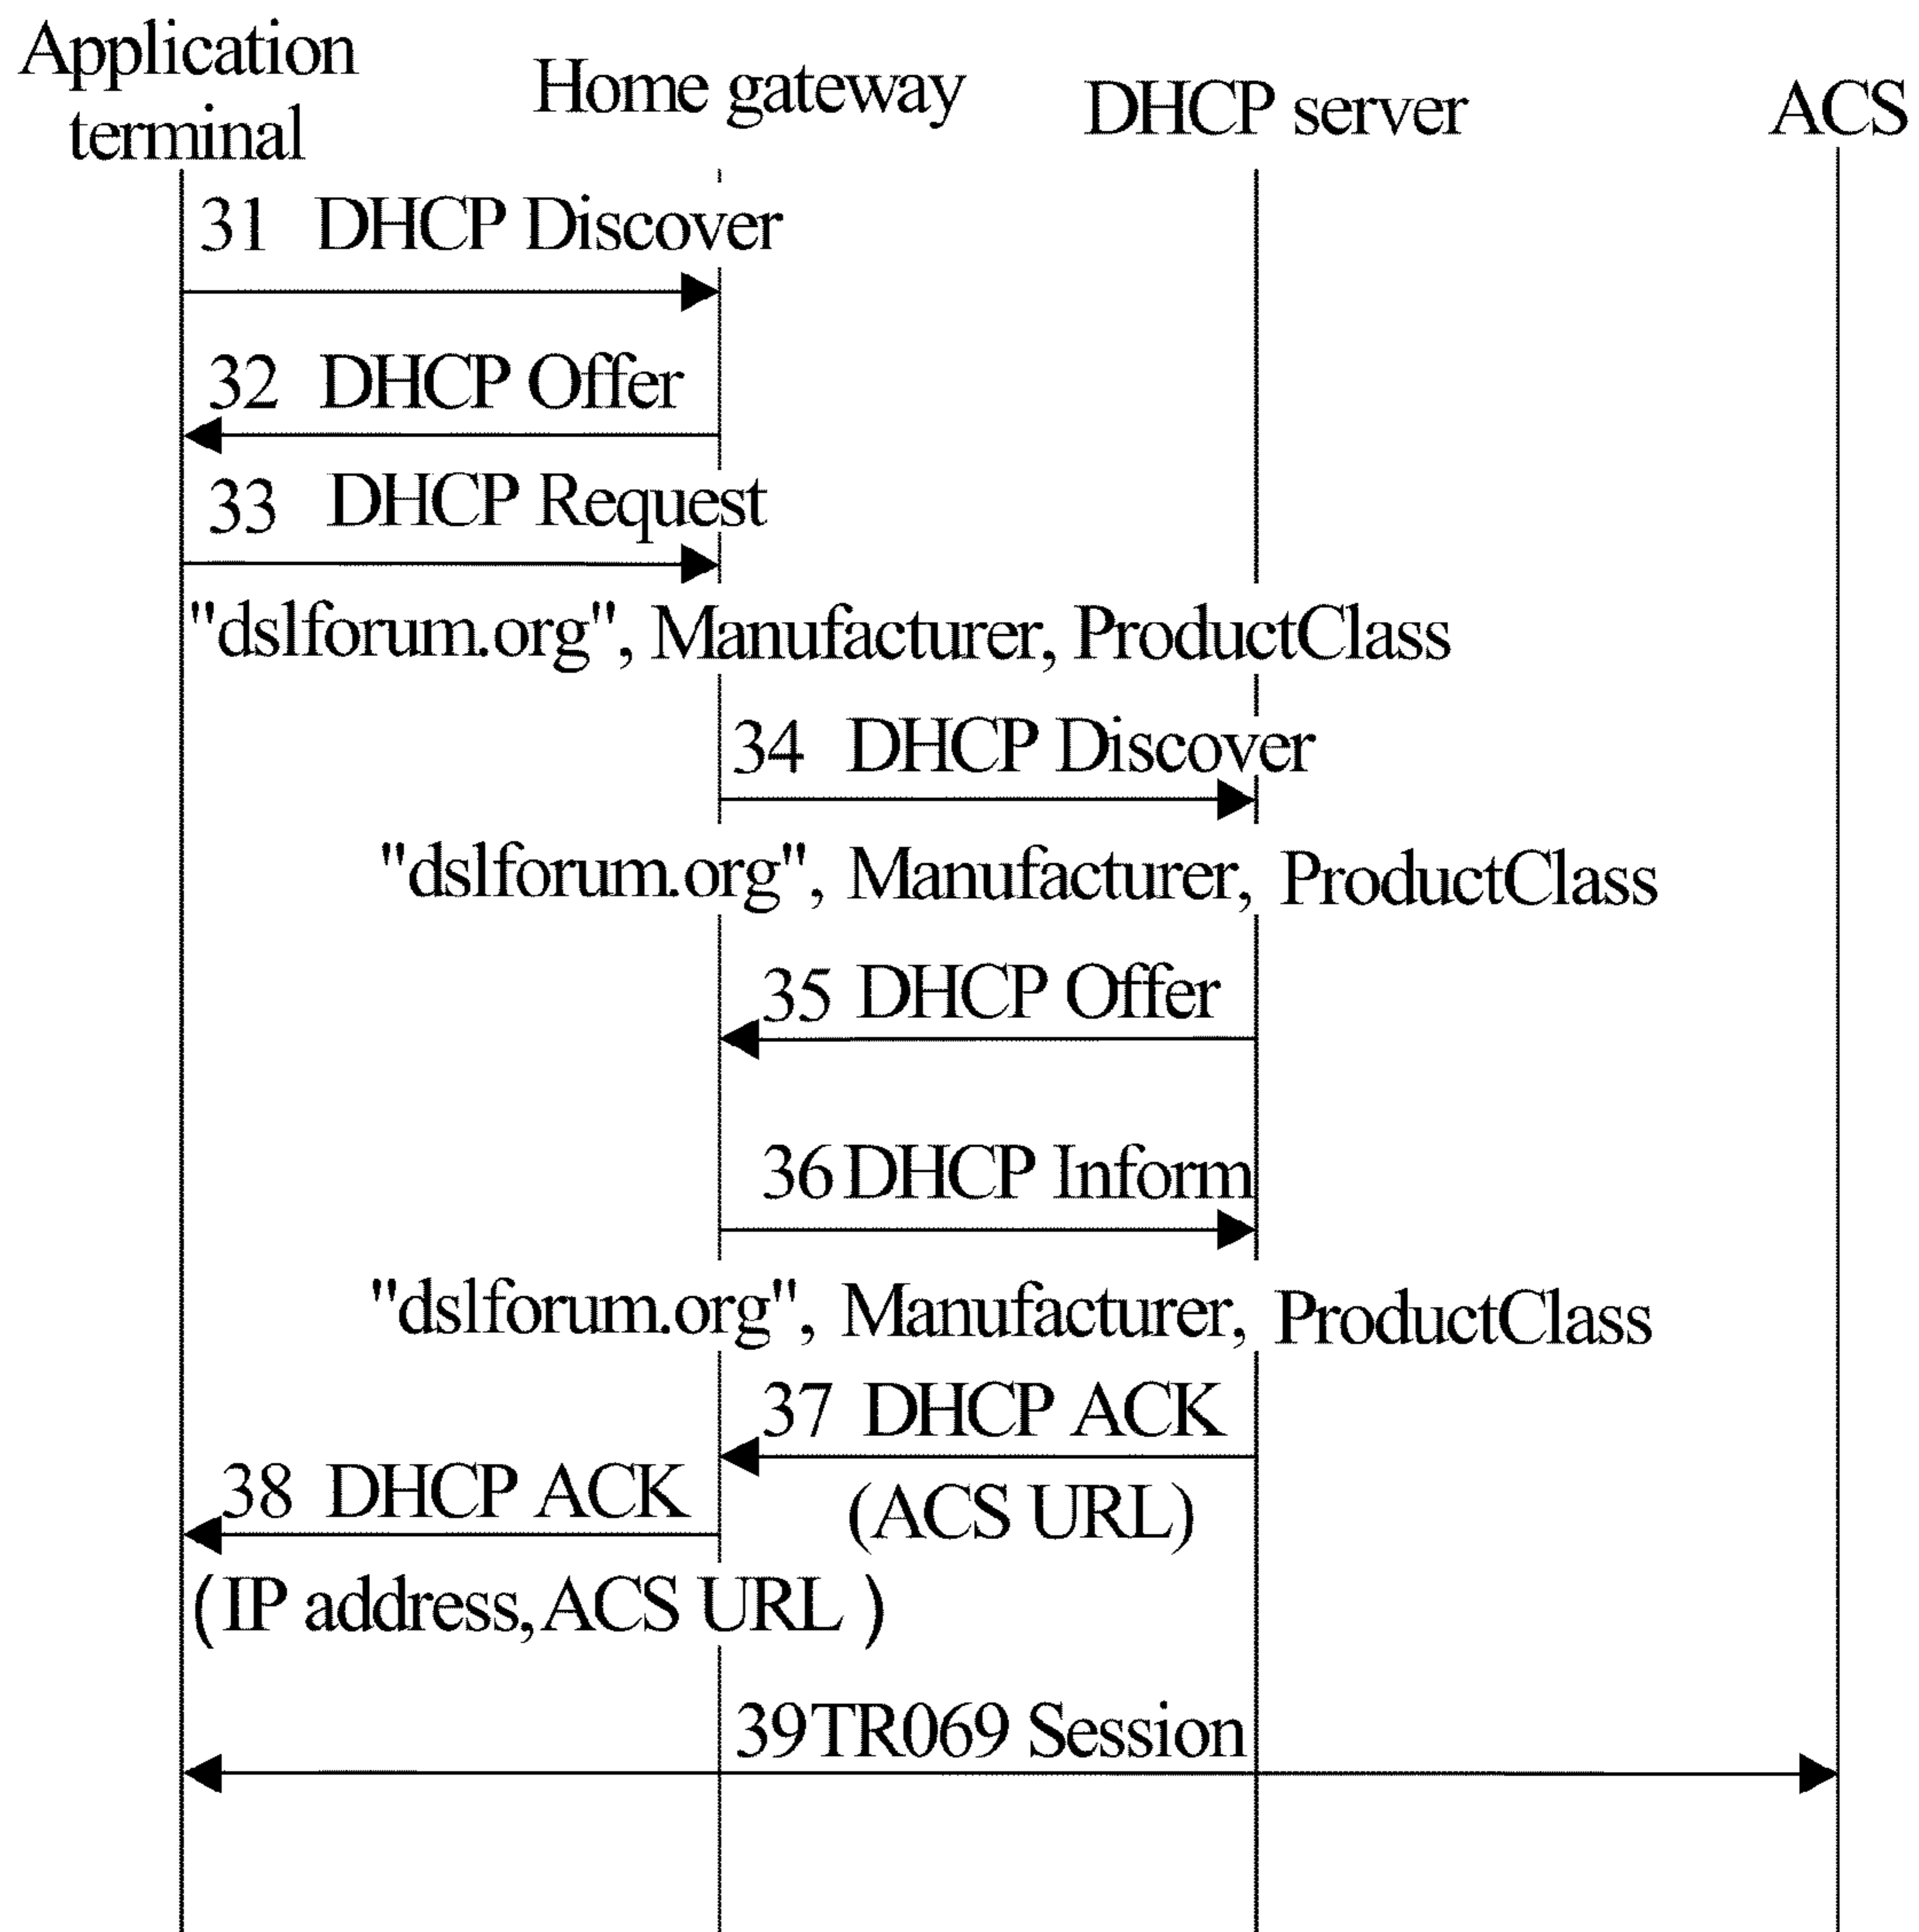 Application
terminal
Home gateway
DHCP server
ACS
31 DHCP Discover
32 DHCP Offer
33 DHCP Request
"dslforum.org", Manufacturer, ProductClass
34 DHCP Discover
"dslforum.org", Manufacturer, ProductClass
35 DHCP Offer
36 DHCP Inform
"dslforum.org", Manufacturer, ProductClass
37 DHCP ACK
(ACS URL)
38 DHCP ACK
(IP address, ACS URL )
39 TR069 Session